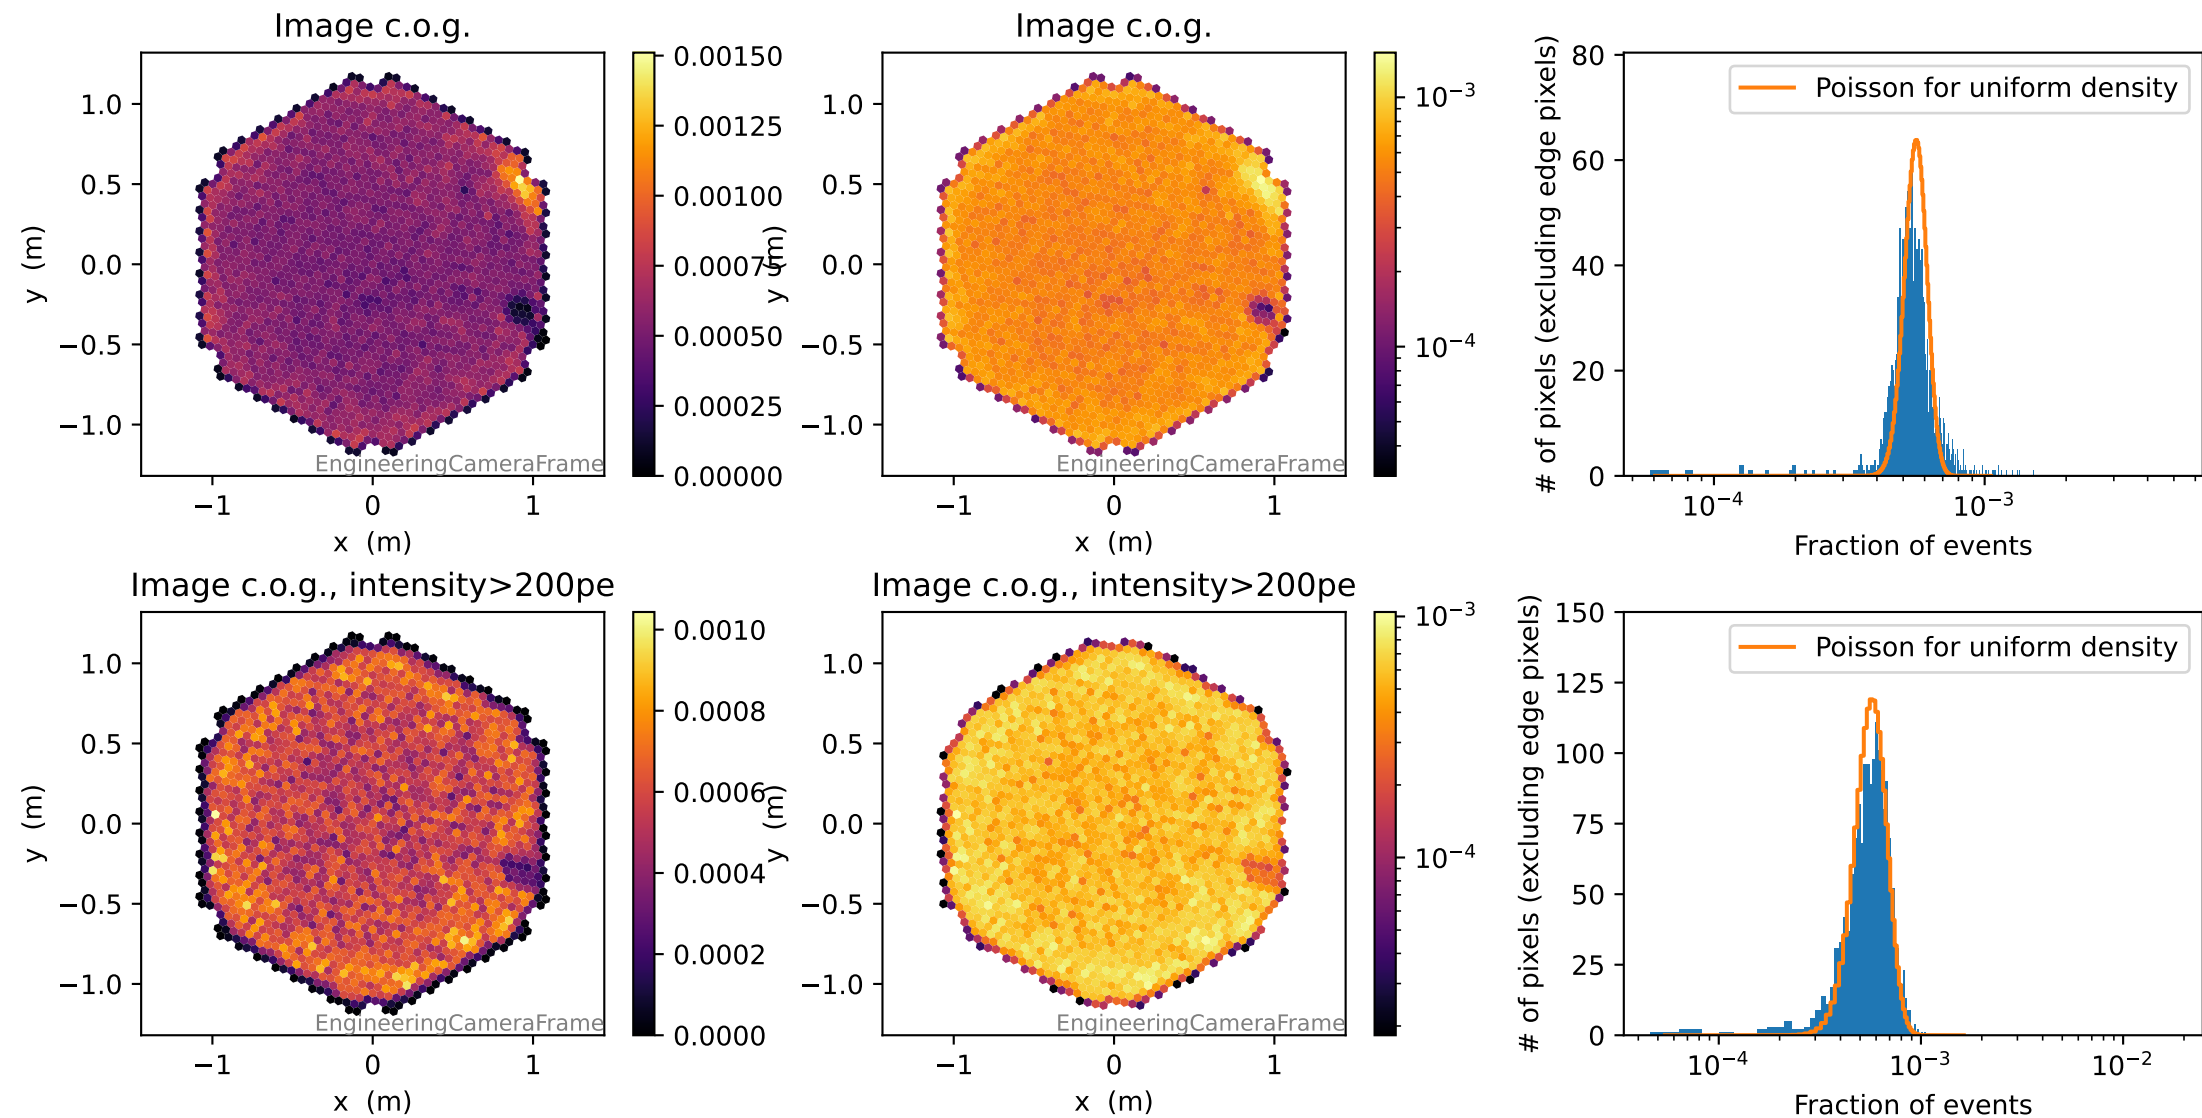 Image c.o.g.
y (m)
1.0
0.5
0.0
−0.5
−1.0
−1 0 1
x (m)
EngineeringCameraFrame
0.00150
0.00125
0.00100
0.00075
0.00050
0.00025
0.00000
Image c.o.g.
y (m)
1.0
0.5
0.0
−0.5
−1.0
−1 0 1
x (m)
EngineeringCameraFrame
10−3
10−4
# of pixels (excluding edge pixels)
80
60
40
20
0
Poisson for uniform density
10−4 10−3
Fraction of events
Image c.o.g., intensity>200pe
y (m)
1.0
0.5
0.0
−0.5
−1.0
−1 0 1
x (m)
EngineeringCameraFrame
0.0010
0.0008
0.0006
0.0004
0.0002
0.0000
Image c.o.g., intensity>200pe
y (m)
1.0
0.5
0.0
−0.5
−1.0
−1 0 1
x (m)
EngineeringCameraFrame
10−3
10−4
# of pixels (excluding edge pixels)
150
125
100
75
50
25
0
Poisson for uniform density
10−4 10−3 10−2
Fraction of events